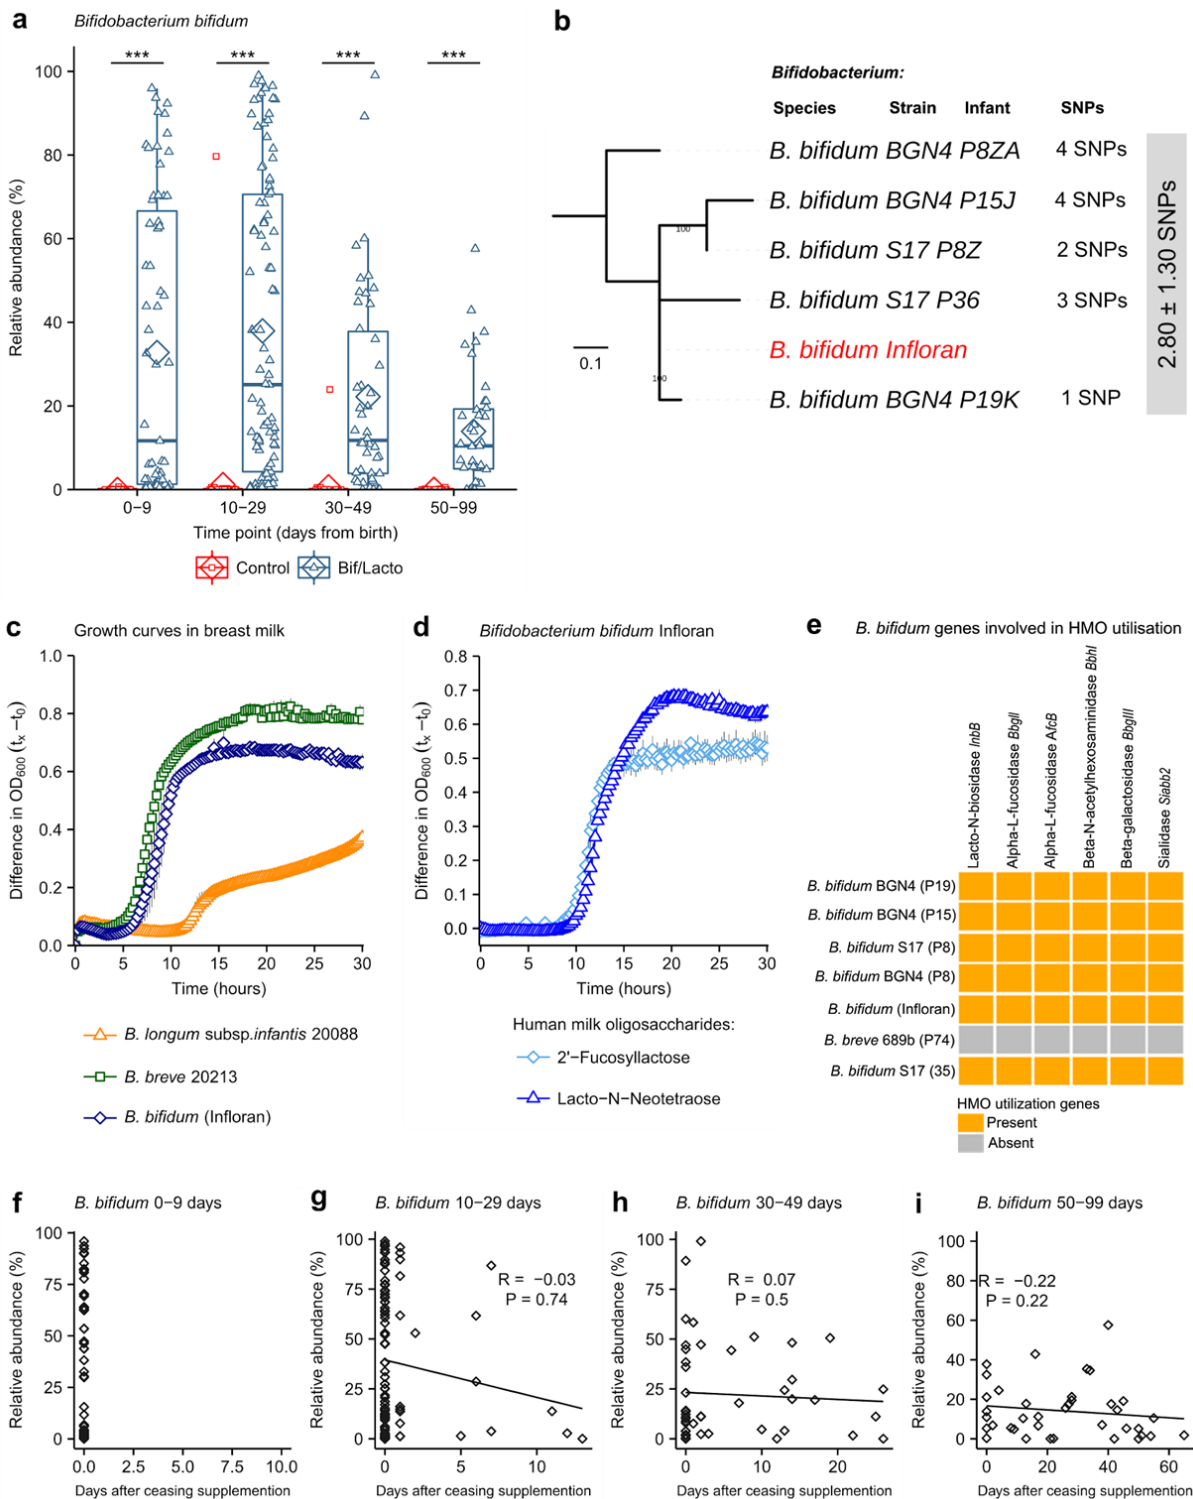 a
Bifidobacterium bifidum
*** *** *** ***
100
80
60
40
20
0
Relative abundance (%)
0−9 10−29 30−49 50−99
Time point (days from birth)
Control Bif/Lacto
b
Bifidobacterium:
Species Strain Infant SNPs
B. bifidum BGN4 P8ZA 4 SNPs
B. bifidum BGN4 P15J 4 SNPs
100
B. bifidum S17 P8Z 2 SNPs
B. bifidum S17 P36 3 SNPs
B. bifidum Infloran
0.1
100
B. bifidum BGN4 P19K 1 SNP
2.80 ± 1.30 SNPs
c
Growth curves in breast milk
1.0
0.8
0.6
0.4
0.2
0.0
Difference in OD600 (tx −t0)
0 5 10 15 20 25 30
Time (hours)
B. longum subsp.infantis 20088
B. breve 20213
B. bifidum (Infloran)
d
Bifidobacterium bifidum Infloran
0.8
0.7
0.6
0.5
0.4
0.3
0.2
0.1
0.0
Difference in OD600 (tx −t0)
0 5 10 15 20 25 30
Time (hours)
Human milk oligosaccharides:
2'−Fucosyllactose
Lacto−N−Neotetraose
e
B. bifidum genes involved in HMO utilisation
Lacto-N-biosidase lnbB
Alpha-L-fucosidase BbgII
Alpha-L-fucosidase AfcB
Beta-N-acetylhexosaminidase BbhI
Beta-galactosidase BbgIII
Sialidase Siabb2
B. bifidum BGN4 (P19)
B. bifidum BGN4 (P15)
B. bifidum S17 (P8)
B. bifidum BGN4 (P8)
B. bifidum (Infloran)
B. breve 689b (P74)
B. bifidum S17 (35)
HMO utilization genes
Present
Absent
f
B. bifidum 0−9 days
100
75
50
25
0
Relative abundance (%)
0.0 2.5 5.0 7.5 10.0
Days after ceasing supplemention
g
B. bifidum 10−29 days
100
75
50
25
0
Relative abundance (%)
R = −0.03
P = 0.74
0 5 10
Days after ceasing supplemention
h
B. bifidum 30−49 days
100
75
50
25
0
Relative abundance (%)
R = 0.07
P = 0.5
0 10 20
Days after ceasing supplemention
i
B. bifidum 50−99 days
100
80
60
40
20
0
Relative abundance (%)
R = −0.22
P = 0.22
0 20 40 60
Days after ceasing supplemention